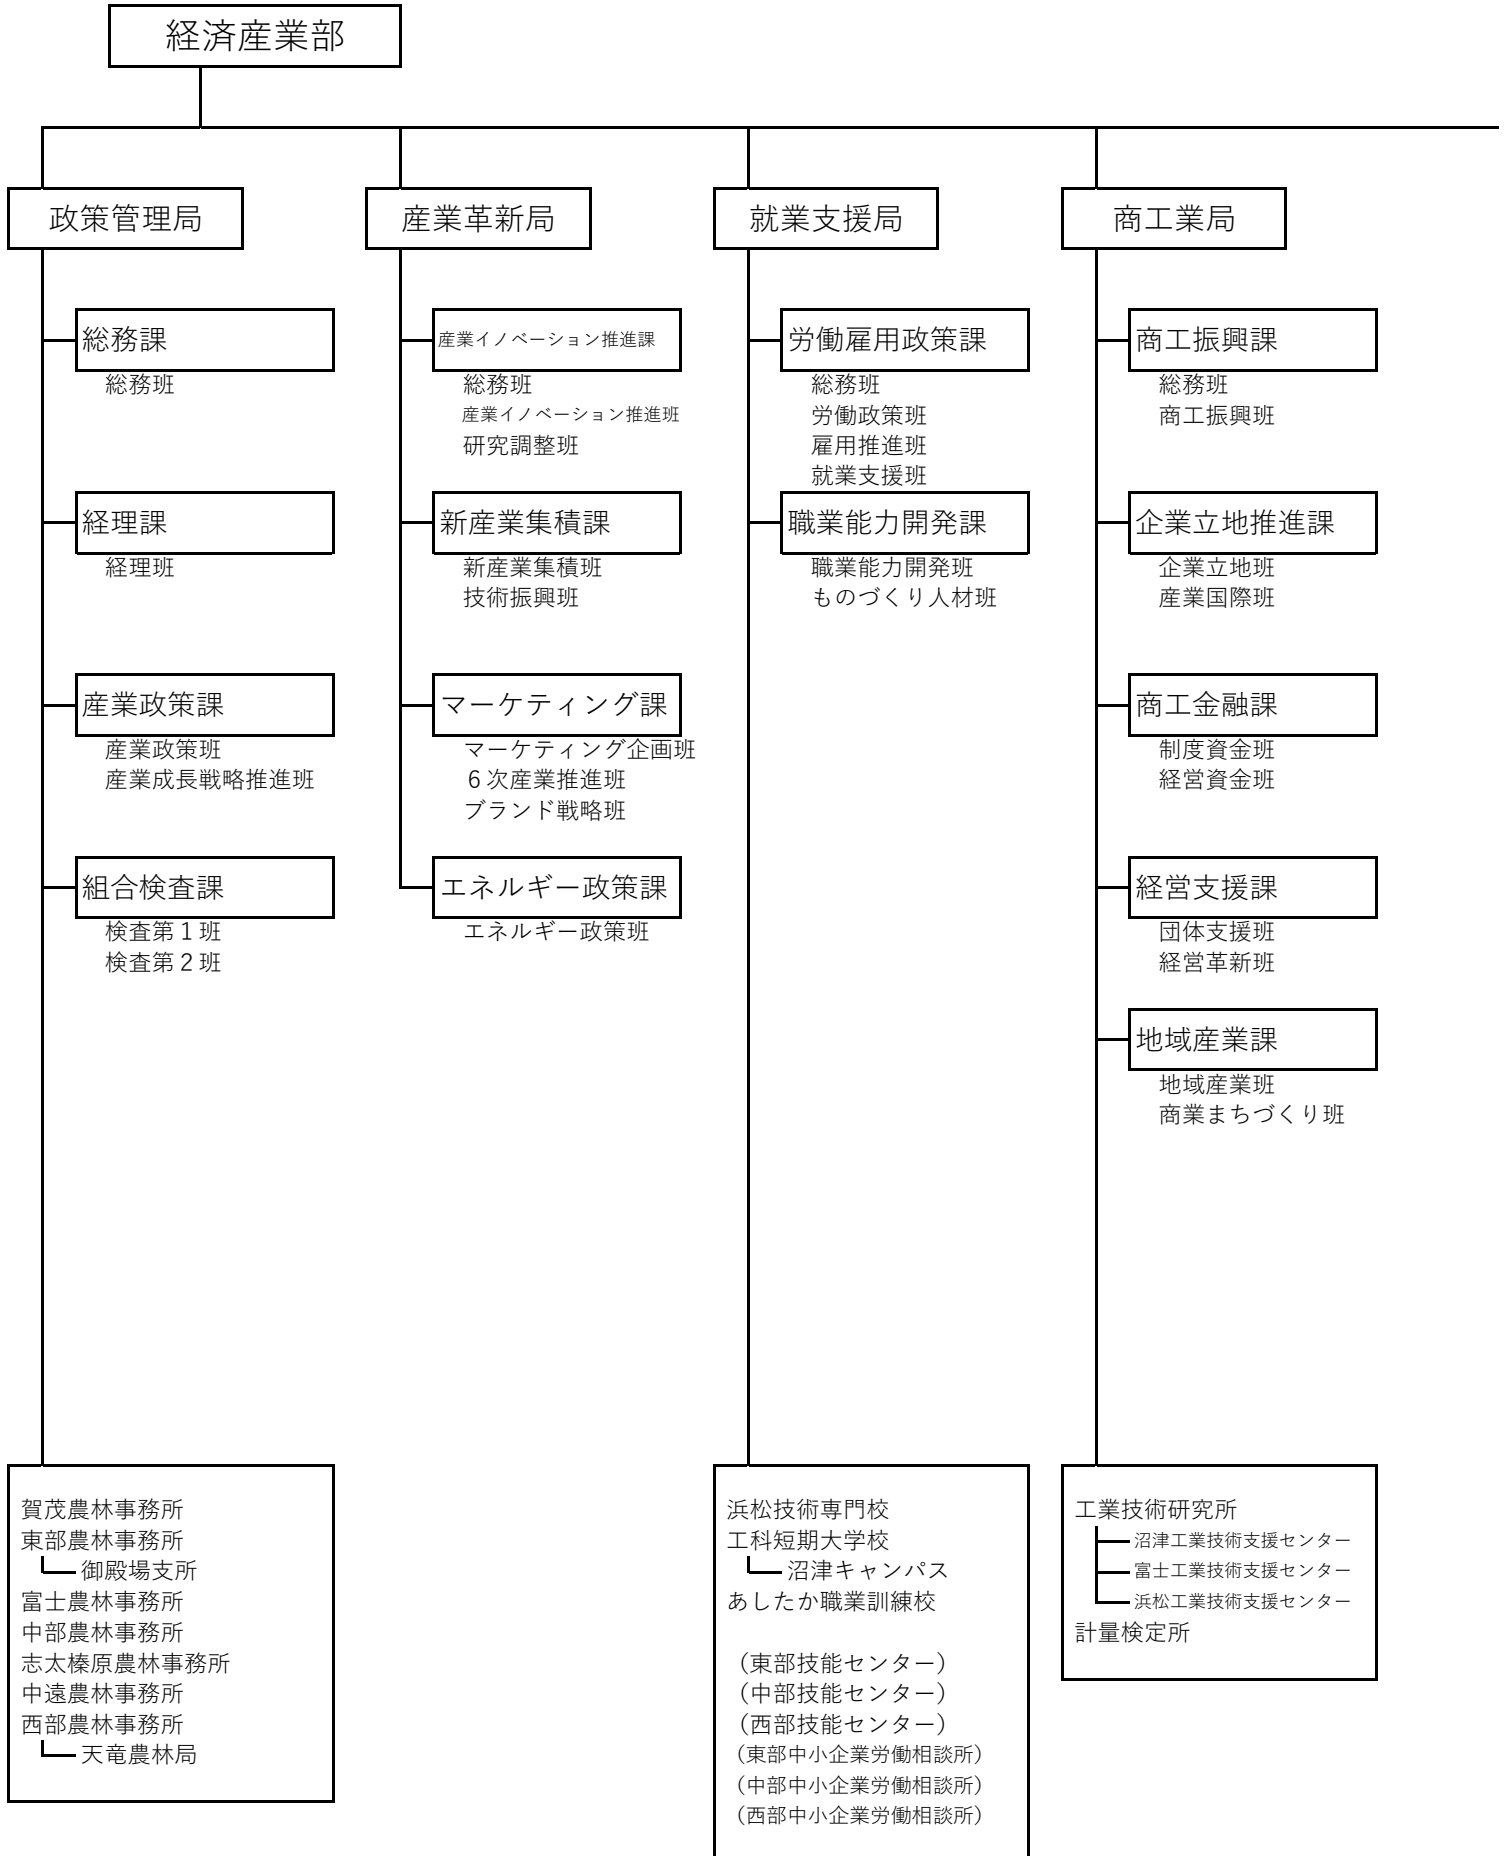 経済産業部
政策管理局
総務課
総務班
経理課
経理班
産業政策課
産業政策班
産業成長戦略推進班
組合検査課
検査第１班
検査第２班
賀茂農林事務所
東部農林事務所
御殿場支所
富士農林事務所
中部農林事務所
志太榛原農林事務所
中遠農林事務所
西部農林事務所
天竜農林局
産業革新局
産業イノベーション推進課
総務班
産業イノベーション推進班
研究調整班
新産業集積課
新産業集積班
技術振興班
マーケティング課
マーケティング企画班
６次産業推進班
ブランド戦略班
エネルギー政策課
エネルギー政策班
就業支援局
労働雇用政策課
総務班
労働政策班
雇用推進班
就業支援班
職業能力開発課
職業能力開発班
ものづくり人材班
浜松技術専門校
工科短期大学校
沼津キャンパス
あしたか職業訓練校
（東部技能センター）
（中部技能センター）
（西部技能センター）
（東部中小企業労働相談所）
（中部中小企業労働相談所）
（西部中小企業労働相談所）
商工業局
商工振興課
総務班
商工振興班
企業立地推進課
企業立地班
産業国際班
商工金融課
制度資金班
経営資金班
経営支援課
団体支援班
経営革新班
地域産業課
地域産業班
商業まちづくり班
工業技術研究所
沼津工業技術支援センター
富士工業技術支援センター
浜松工業技術支援センター
計量検定所